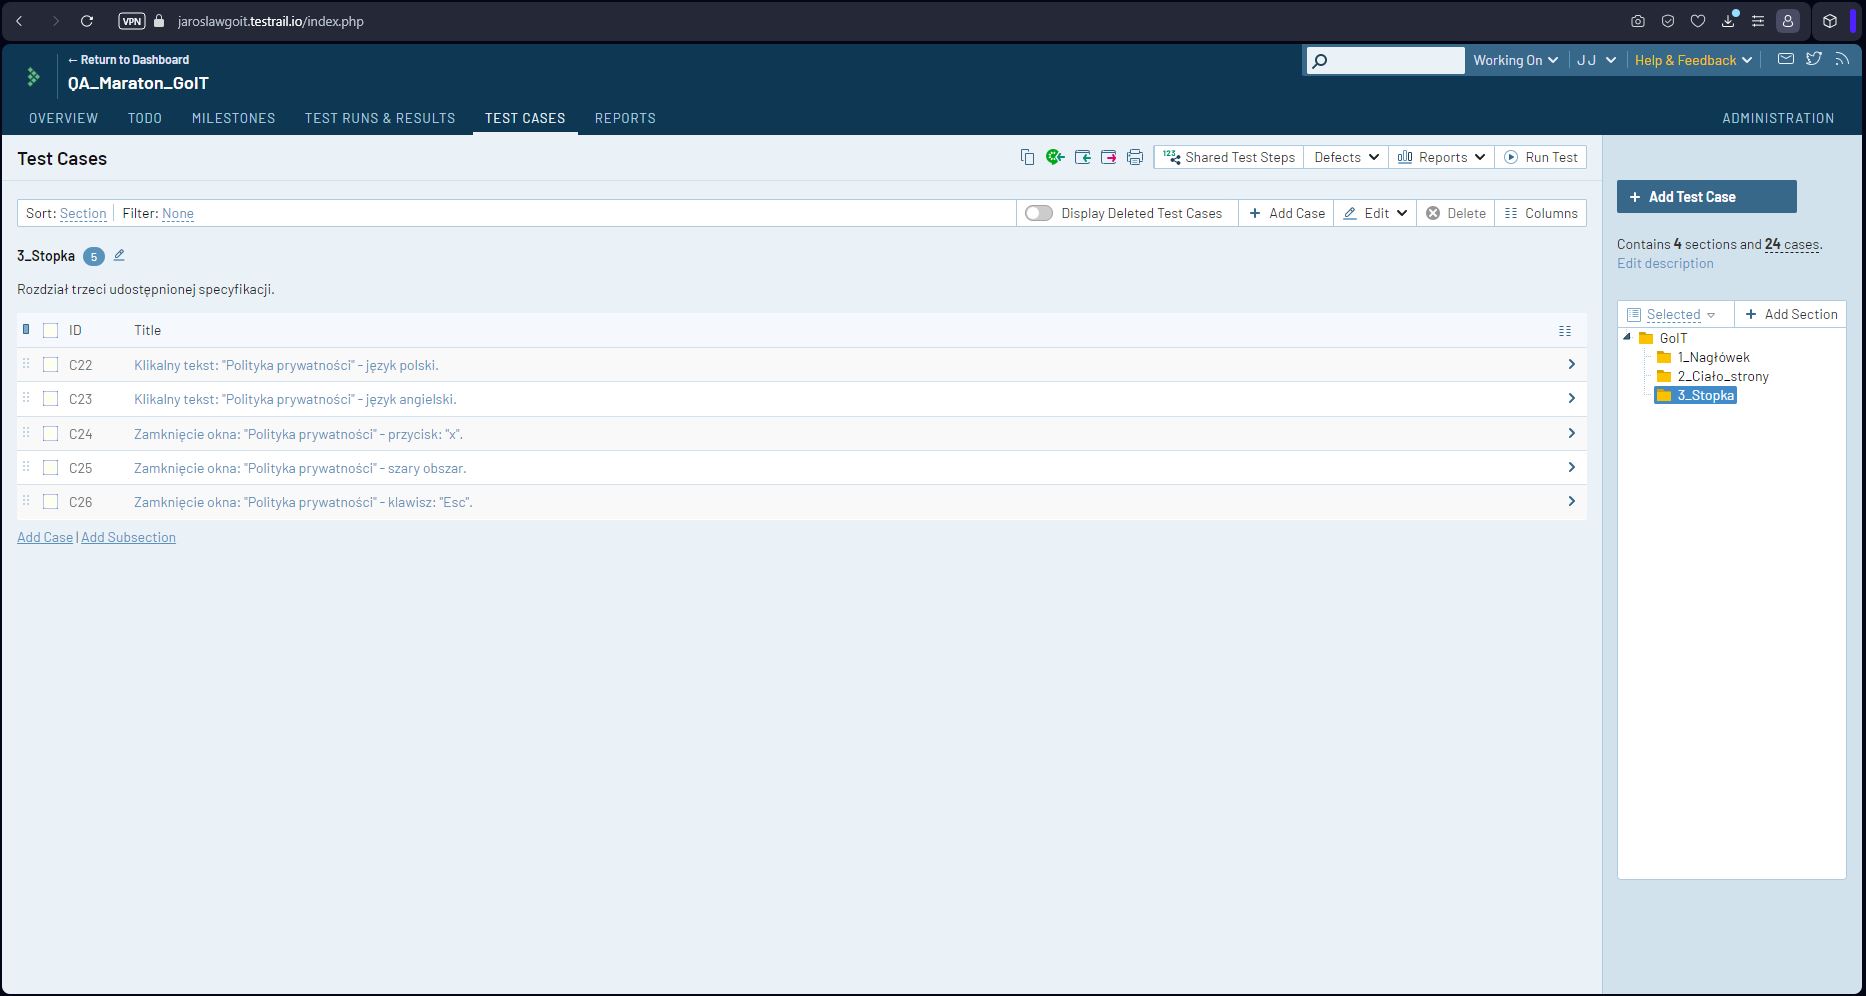 VPN jaroslawgoit.testrail.io/index.php
← Return to Dashboard
QA_Maraton_GoIT
Working On
J J
Help & Feedback
OVERVIEW TODO MILESTONES TEST RUNS & RESULTS TEST CASES REPORTS ADMINISTRATION
Test Cases
123 Shared Test Steps Defects Reports Run Test
Sort: Section Filter: None
Display Deleted Test Cases + Add Case Edit Delete Columns
3_Stopka 5
Rozdział trzeci udostępnionej specyfikacji.
ID Title
C22 Klikalny tekst: "Polityka prywatności" - język polski.
C23 Klikalny tekst: "Polityka prywatności" - język angielski.
C24 Zamknięcie okna: "Polityka prywatności" - przycisk: "x".
C25 Zamknięcie okna: "Polityka prywatności" - szary obszar.
C26 Zamknięcie okna: "Polityka prywatności" - klawisz: "Esc".
Add Case | Add Subsection
+ Add Test Case
Contains 4 sections and 24 cases.
Edit description
Selected + Add Section
GoIT
1_Nagłówek
2_Ciało_strony
3_Stopka